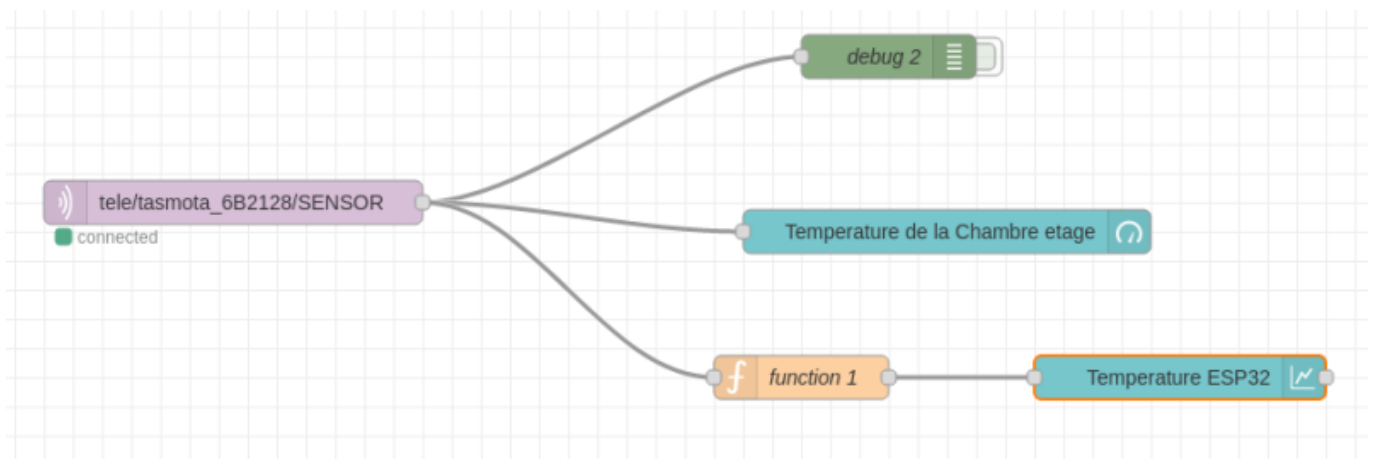 debug 2
tele/tasmota_6B2128/SENSOR
connected
Temperature de la Chambre etage
function 1
Temperature ESP32